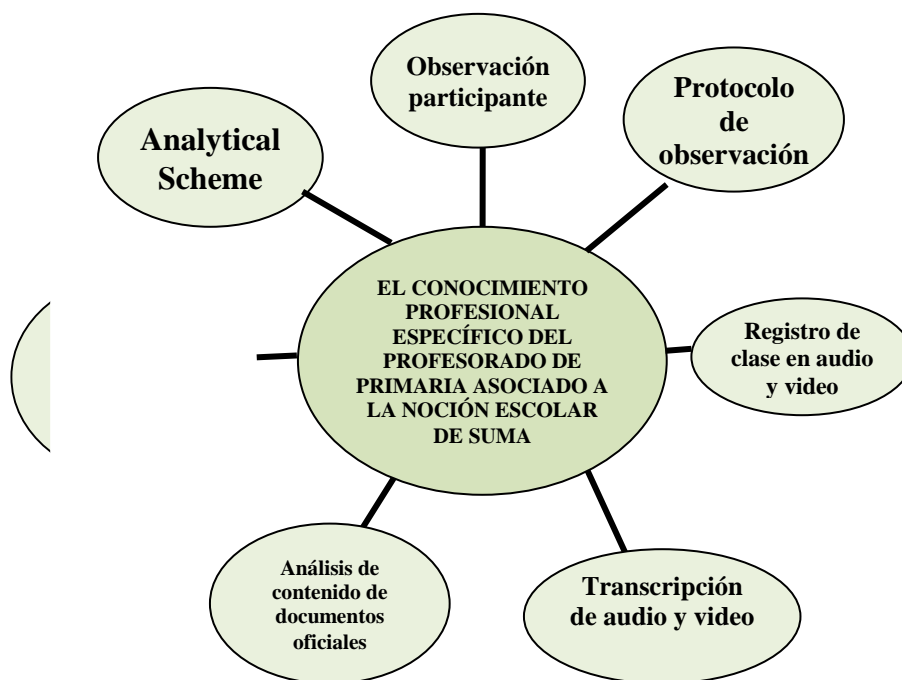 Observación
participante
Protocolo
de
observación
Analytical
Scheme
EL CONOCIMIENTO
PROFESIONAL
ESPECÍFICO DEL
PROFESORADO DE
PRIMARIA ASOCIADO A
LA NOCIÓN ESCOLAR
DE SUMA
Registro de
clase en audio
y video
Análisis de
contenido de
documentos
oficiales
Transcripción
de audio y video